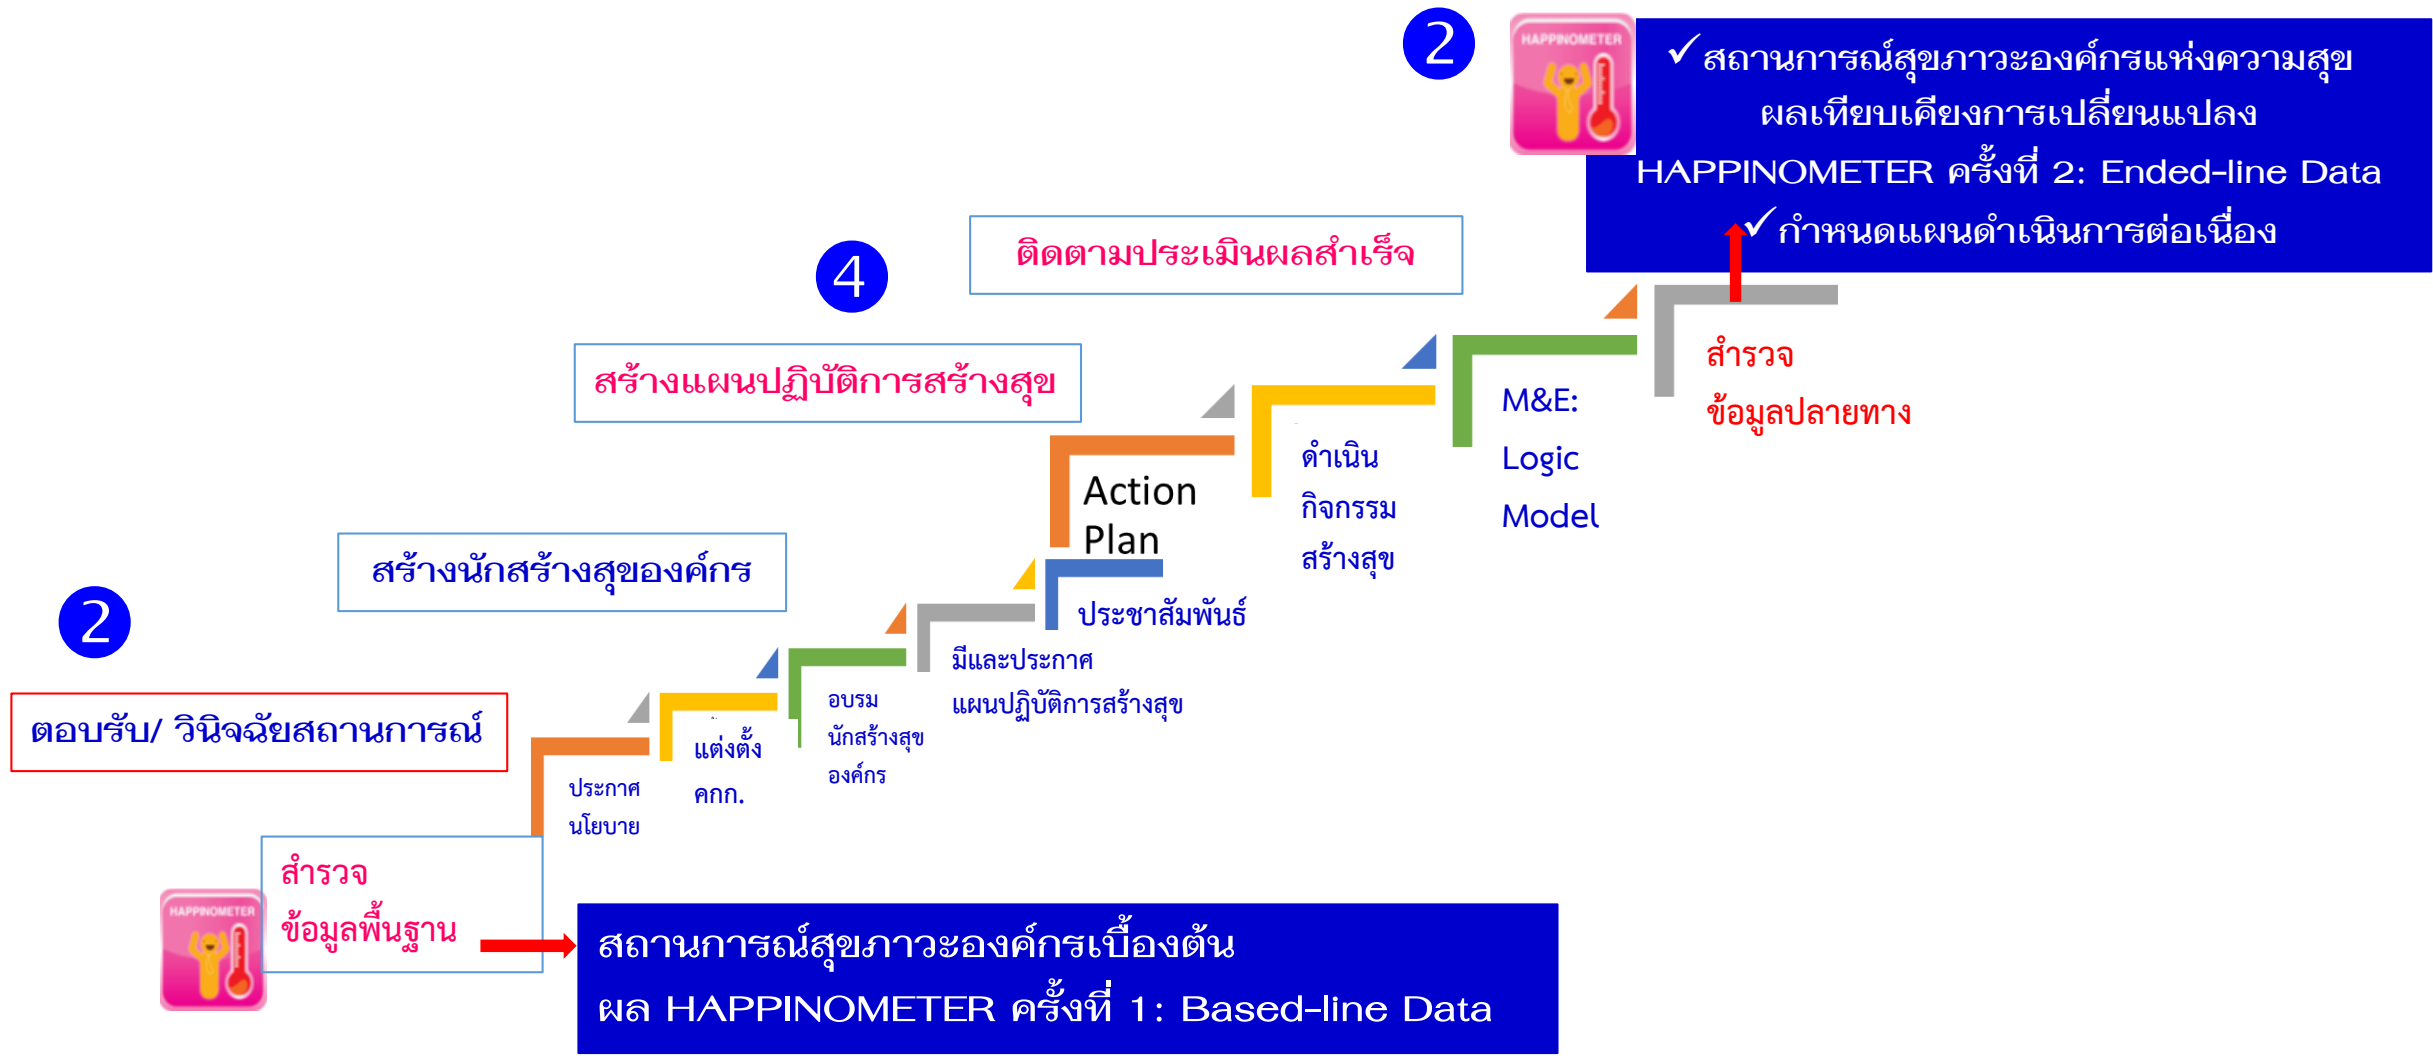 2
HAPPINOMETER
✓สถานการณ์สุขภาวะองค์กรแห่งความสุข
ผลเทียบเคียงการเปลี่ยนแปลง
HAPPINOMETER ครั้งที่ 2: Ended-line Data
✓กำหนดแผนดำเนินการต่อเนื่อง
4
ติดตามประเมินผลสำเร็จ
สร้างแผนปฏิบัติการสร้างสุข
สำรวจ
ข้อมูลปลายทาง
M&E:
Logic
Model
ดำเนิน
กิจกรรม
สร้างสุข
Action
Plan
สร้างนักสร้างสุขององค์กร
ประชาสัมพันธ์
มีและประกาศ
แผนปฏิบัติการสร้างสุข
2
ตอบรับ/ วินิจฉัยสถานการณ์
อบรม
นักสร้างสุข
องค์กร
แต่งตั้ง
คกก.
ประกาศ
นโยบาย
สำรวจ
ข้อมูลพื้นฐาน
HAPPINOMETER
สถานการณ์สุขภาวะองค์กรเบื้องต้น
ผล HAPPINOMETER ครั้งที่ 1: Based-line Data